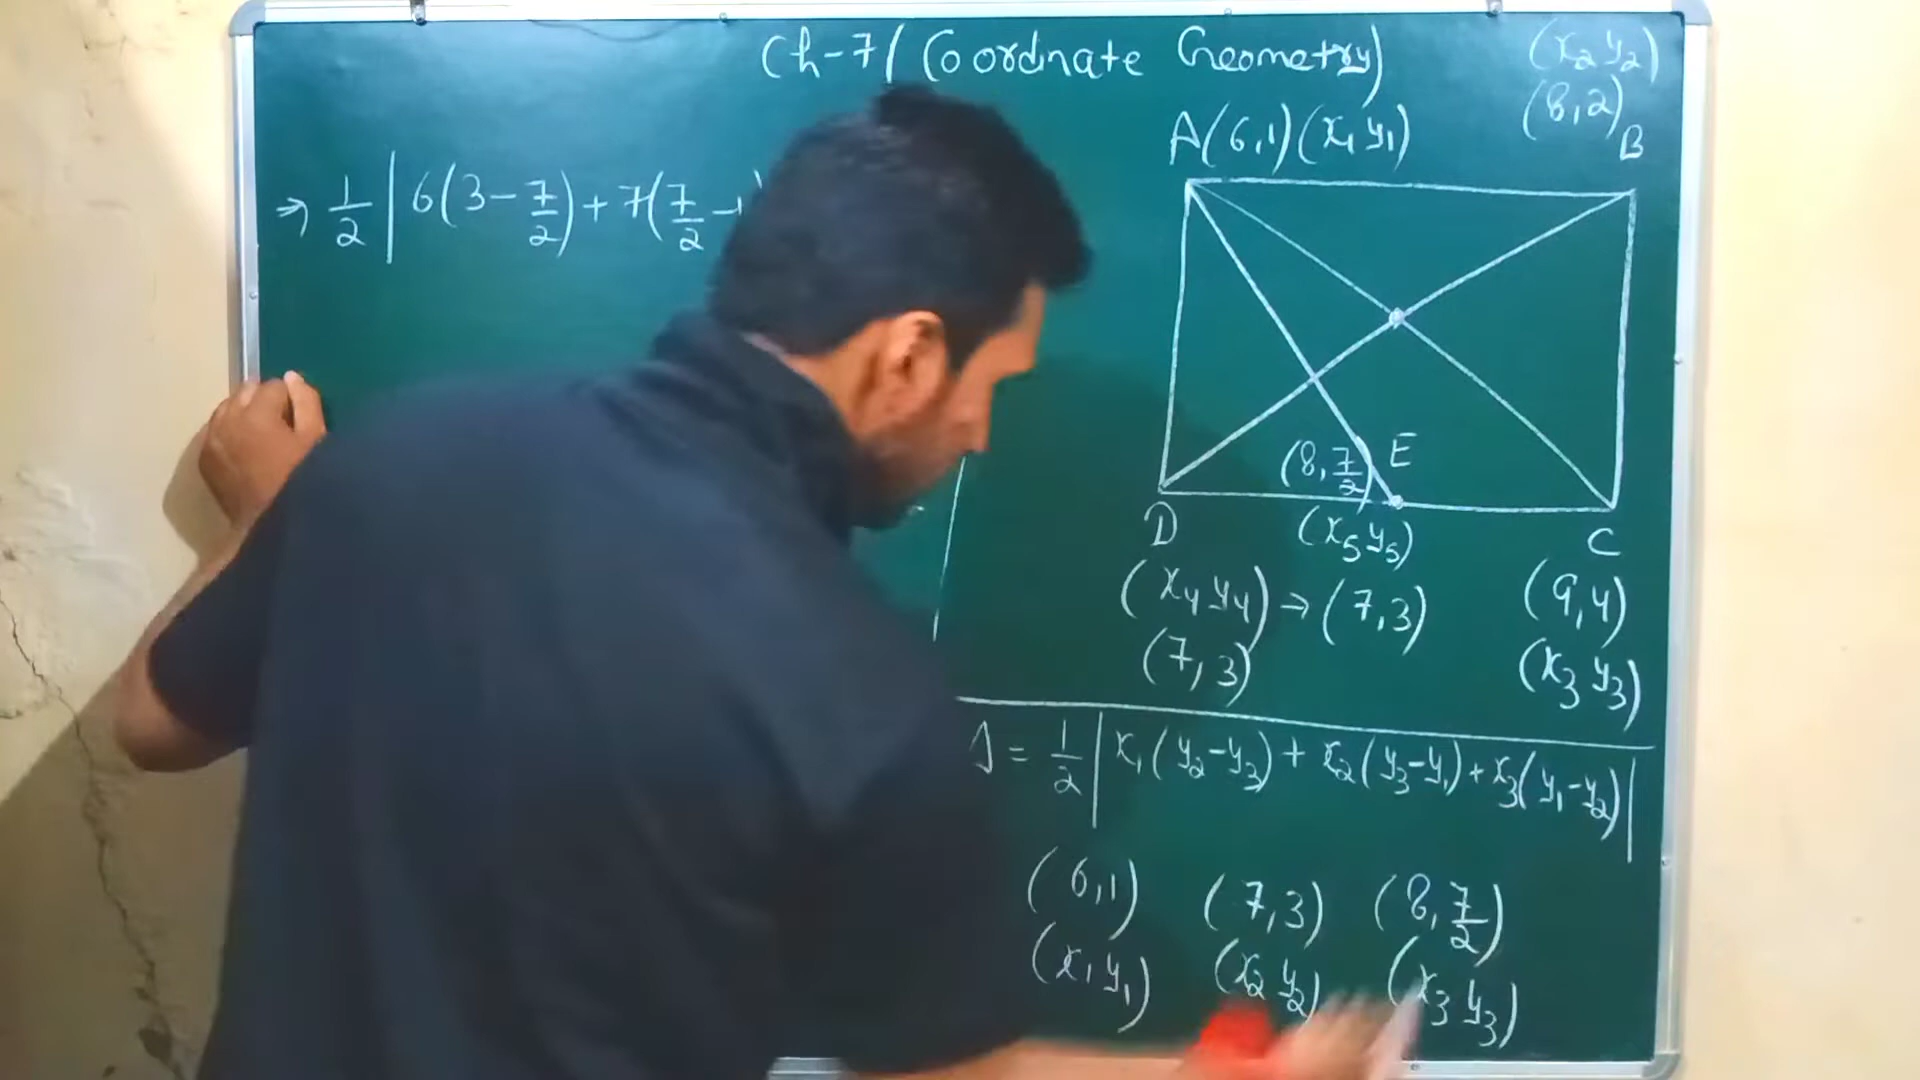 Ch-7 (Coordinate Geometry)
(x₂ y₂)
(8,2)
A(6,1)(x₁ y₁)
B
⇒ 1/2 | 6(3-7/2)+7(7/2-1
(8,7/2) E
D
(x₅ y₅)
C
(x₄ y₄)→(7,3)
(9,4)
(7,3)
(x₃ y₃)
= 1/2 | x₁(y₂-y₃)+x₂(y₃-y₁)+x₃(y₁-y₂) |
(6,1) (7,3) (8,7/2)
(x₁ y₁) (x₂ y₂) (x₃ y₃)